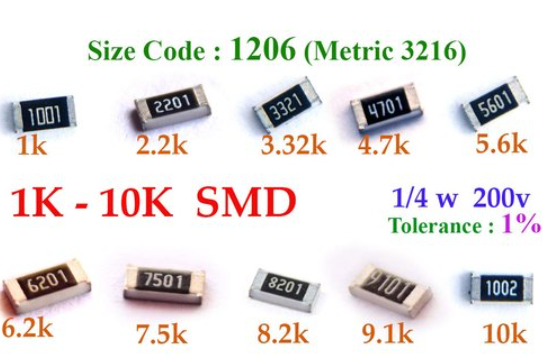 Size Code : 1206 (Metric 3216)
1001 2201 3321 4701 5601
1k 2.2k 3.32k 4.7k 5.6k
1K - 10K SMD
1/4 w 200v
Tolerance : 1%
6201 7501 8201 9101 1002
6.2k 7.5k 8.2k 9.1k 10k